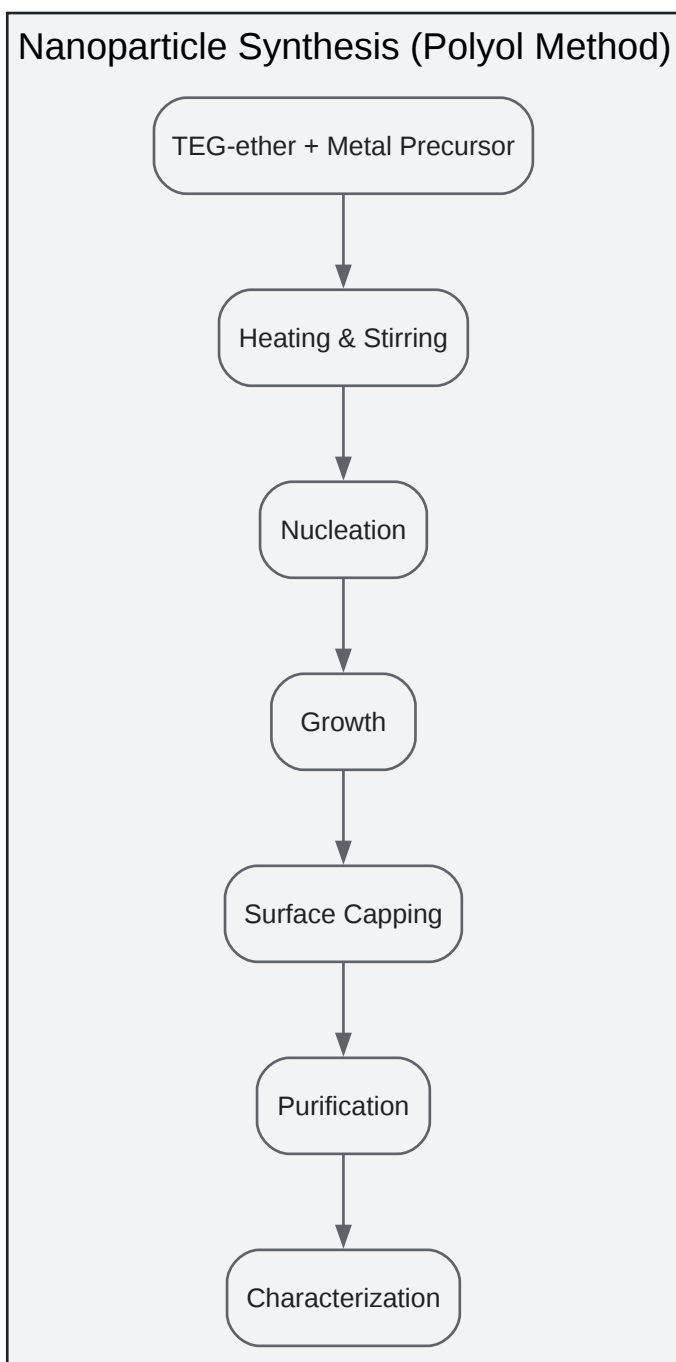 Nanoparticle Synthesis (Polyol Method)
TEG-ether + Metal Precursor
Heating & Stirring
Nucleation
Growth
Surface Capping
Purification
Characterization